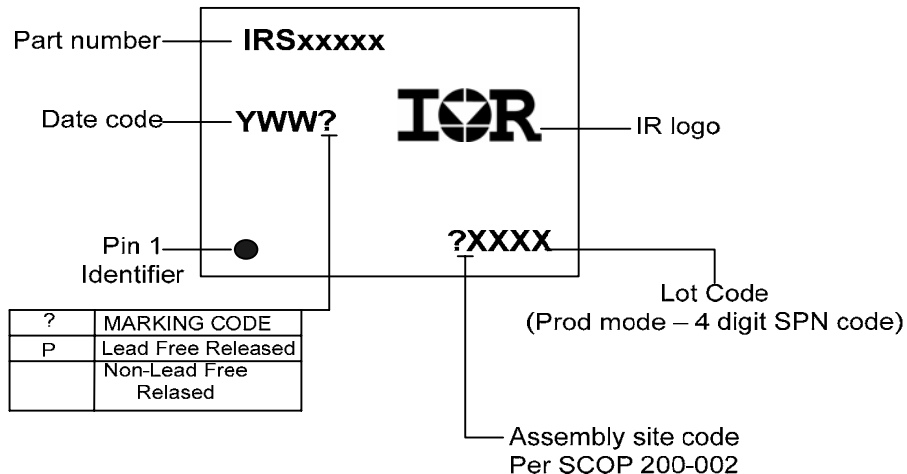 Part number
IRSxxxxx
Date code
YWW?
IOR
IR logo
Pin 1
Identifier
?XXXX
Lot Code
(Prod mode – 4 digit SPN code)
? MARKING CODE
P Lead Free Released
Non-Lead Free
Relased
Assembly site code
Per SCOP 200-002